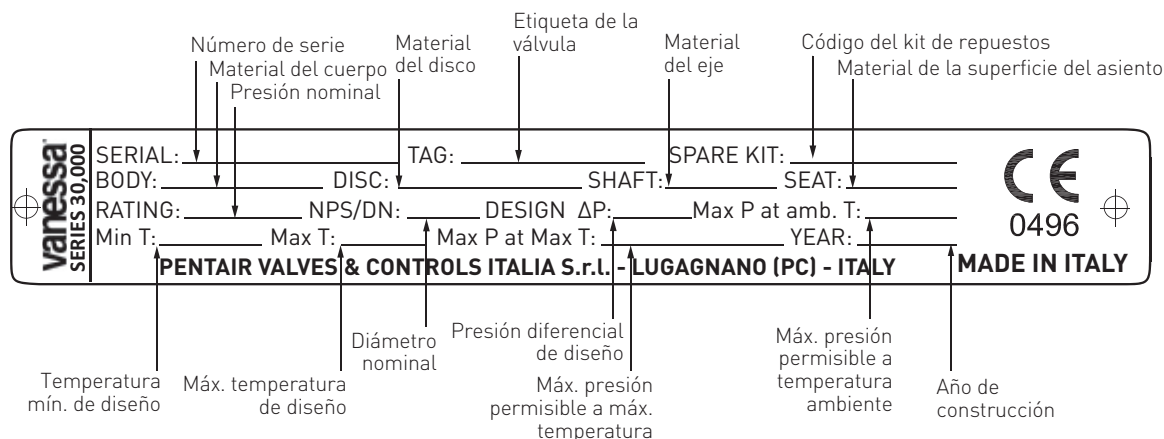 Número de serie
Material del cuerpo
Presión nominal
Material
del disco
Etiqueta de la
válvula
Material
del eje
Código del kit de repuestos
Material de la superficie del asiento
vanessa
SERIES 30,000
SERIAL: TAG: SPARE KIT:
BODY: DISC: SHAFT: SEAT:
RATING: NPS/DN: DESIGN ΔP: Max P at amb. T:
Min T: Max T: Max P at Max T: YEAR:
PENTAIR VALVES & CONTROLS ITALIA S.r.l. - LUGAGNANO (PC) - ITALY
CE
0496
MADE IN ITALY
Temperatura
mín. de diseño
Máx. temperatura
de diseño
Diámetro
nominal
Presión diferencial
de diseño
Máx. presión
permisible a máx.
temperatura
Máx. presión
permisible a
temperatura
ambiente
Año de
construcción